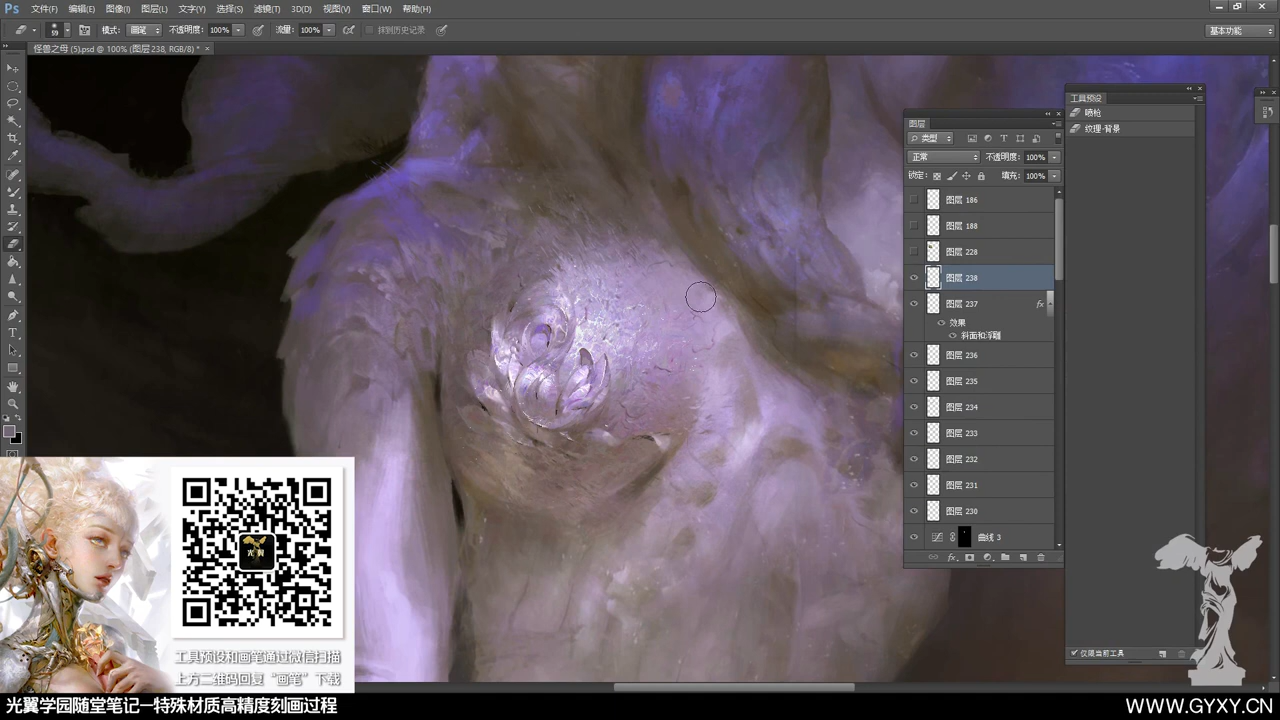 Ps 文件(F) 编辑(E) 图像(I) 图层(L) 文字(Y) 选择(S) 滤镜(T) 3D(D) 视图(V) 窗口(W) 帮助(H)
59 模式: 画笔 不透明度: 100% 流量: 100% 抹到历史记录 基本功能
怪兽之母 (5).psd @ 100% (图层 238, RGB/8) * ×
工具预设
喷枪
纹理-背景
图层
类型
正常 不透明度: 100%
锁定: 填充: 100%
图层 186
图层 188
图层 228
图层 238
图层 237 fx
效果
斜面和浮雕
图层 236
图层 235
图层 234
图层 233
图层 232
图层 231
图层 230
曲线 3
fx
仅限当前工具
光翼
工具预设和画笔通过微信扫描
上方二维码回复“画笔”下载
光翼学园随堂笔记—特殊材质高精度刻画过程
WWW.GYXY.CN